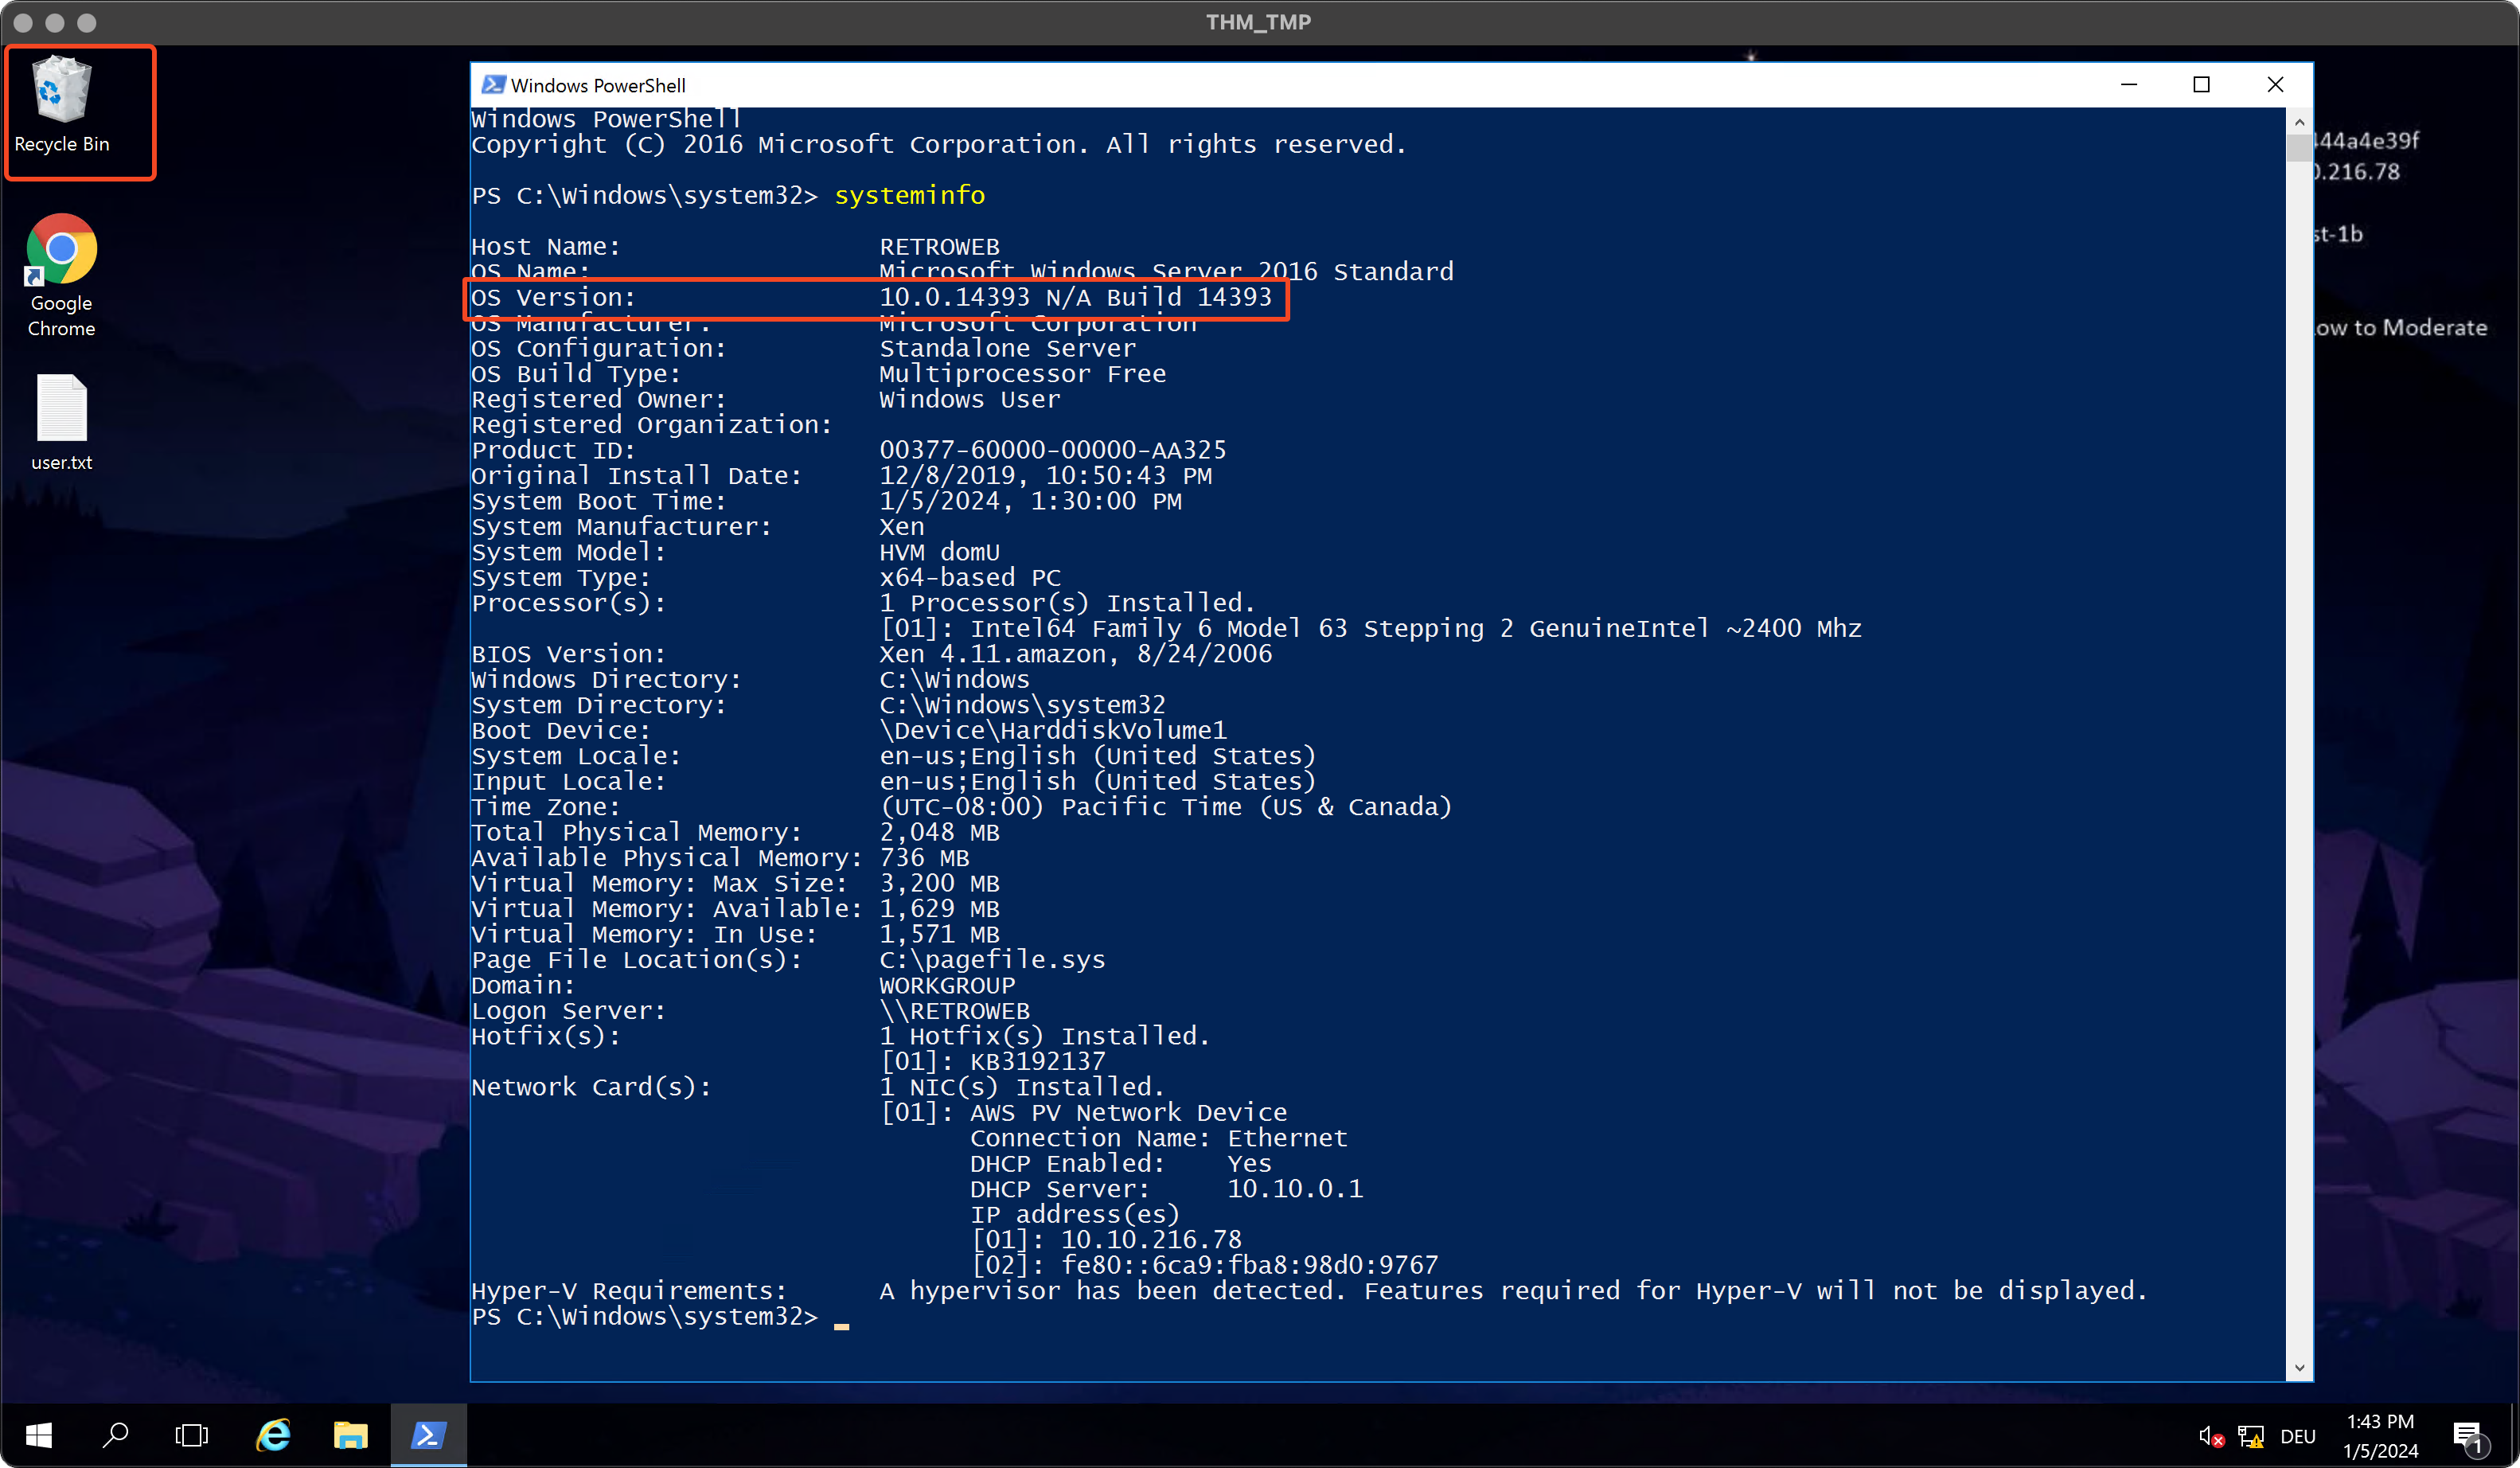 THM_TMP
Recycle Bin
Google
Chrome
user.txt
Windows PowerShell
Windows PowerShell
Copyright (C) 2016 Microsoft Corporation. All rights reserved.
PS C:\Windows\system32> systeminfo
Host Name: RETROWEB
OS Name: Microsoft Windows Server 2016 Standard
OS Version: 10.0.14393 N/A Build 14393
OS Manufacturer: Microsoft Corporation
OS Configuration: Standalone Server
OS Build Type: Multiprocessor Free
Registered Owner: Windows User
Registered Organization:
Product ID: 00377-60000-00000-AA325
Original Install Date: 12/8/2019, 10:50:43 PM
System Boot Time: 1/5/2024, 1:30:00 PM
System Manufacturer: Xen
System Model: HVM domU
System Type: x64-based PC
Processor(s): 1 Processor(s) Installed.
[01]: Intel64 Family 6 Model 63 Stepping 2 GenuineIntel ~2400 Mhz
BIOS Version: Xen 4.11.amazon, 8/24/2006
Windows Directory: C:\Windows
System Directory: C:\Windows\system32
Boot Device: \Device\HarddiskVolume1
System Locale: en-us;English (United States)
Input Locale: en-us;English (United States)
Time Zone: (UTC-08:00) Pacific Time (US & Canada)
Total Physical Memory: 2,048 MB
Available Physical Memory: 736 MB
Virtual Memory: Max Size: 3,200 MB
Virtual Memory: Available: 1,629 MB
Virtual Memory: In Use: 1,571 MB
Page File Location(s): C:\pagefile.sys
Domain: WORKGROUP
Logon Server: \\RETROWEB
Hotfix(s): 1 Hotfix(s) Installed.
[01]: KB3192137
Network Card(s): 1 NIC(s) Installed.
[01]: AWS PV Network Device
Connection Name: Ethernet
DHCP Enabled: Yes
DHCP Server: 10.10.0.1
IP address(es)
[01]: 10.10.216.78
[02]: fe80::6ca9:fba8:98d0:9767
Hyper-V Requirements: A hypervisor has been detected. Features required for Hyper-V will not be displayed.
PS C:\Windows\system32>
44a4e39f
.216.78
st-1b
ow to Moderate
DEU
1:43 PM
1/5/2024
1